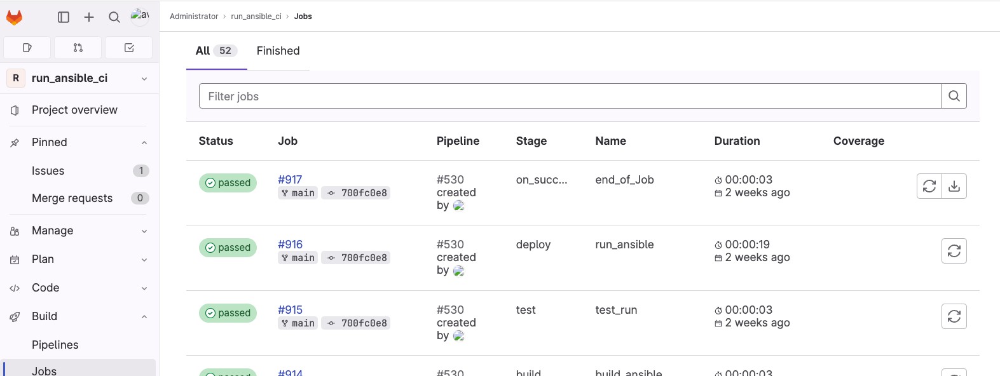 Administrator > run_ansible_ci > Jobs
R run_ansible_ci
Project overview
Pinned
Issues 1
Merge requests 0
Manage
Plan
Code
Build
Pipelines
Jobs
All 52 Finished
Filter jobs
Status Job Pipeline Stage Name Duration Coverage
passed #917 #530 on_succ... end_of_Job 00:00:03
main 700fc0e8 created 2 weeks ago
by
passed #916 #530 deploy run_ansible 00:00:19
main 700fc0e8 created 2 weeks ago
by
passed #915 #530 test test_run 00:00:03
main 700fc0e8 created 2 weeks ago
by
passed #914 #530 build build_ansible 00:00:03